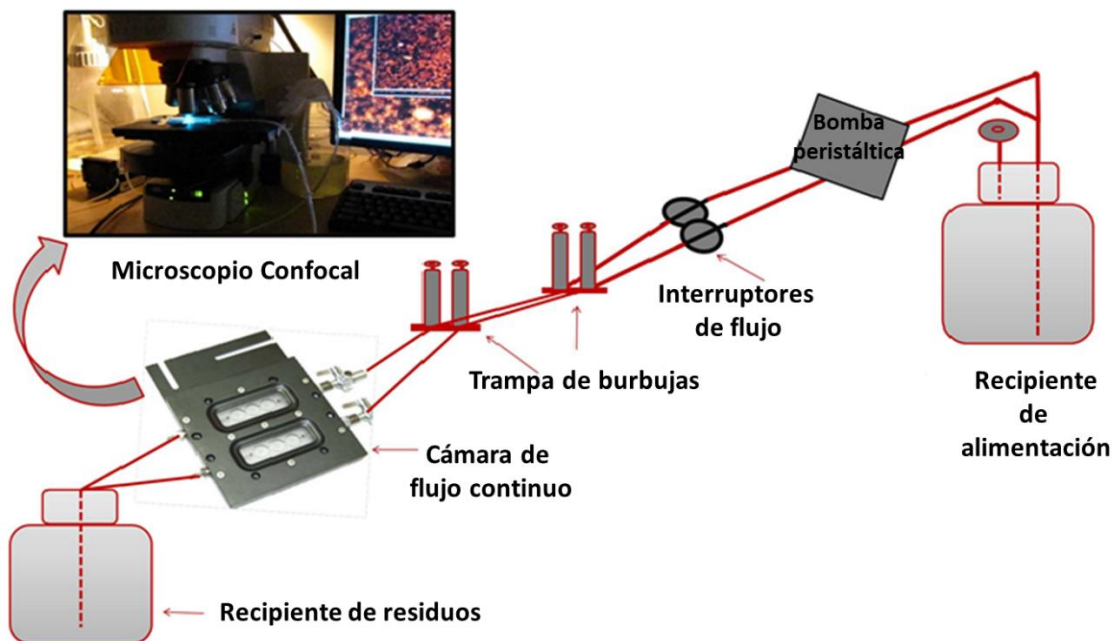 Bomba
peristáltica
Microscopio Confocal
Interruptores
de flujo
Trampa de burbujas
Recipiente
de
alimentación
Cámara de
flujo continuo
Recipiente de residuos